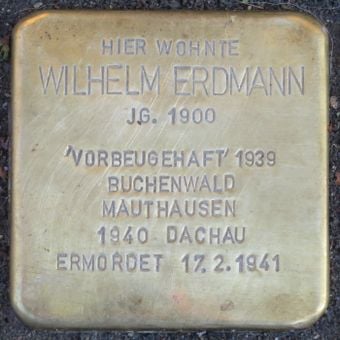 HIER WOHNTE
WILHELM ERDMANN
JG. 1900
'VORBEUGEHAFT' 1939
BUCHENWALD
MAUTHAUSEN
1940 DACHAU
ERMORDET 17.2.1941